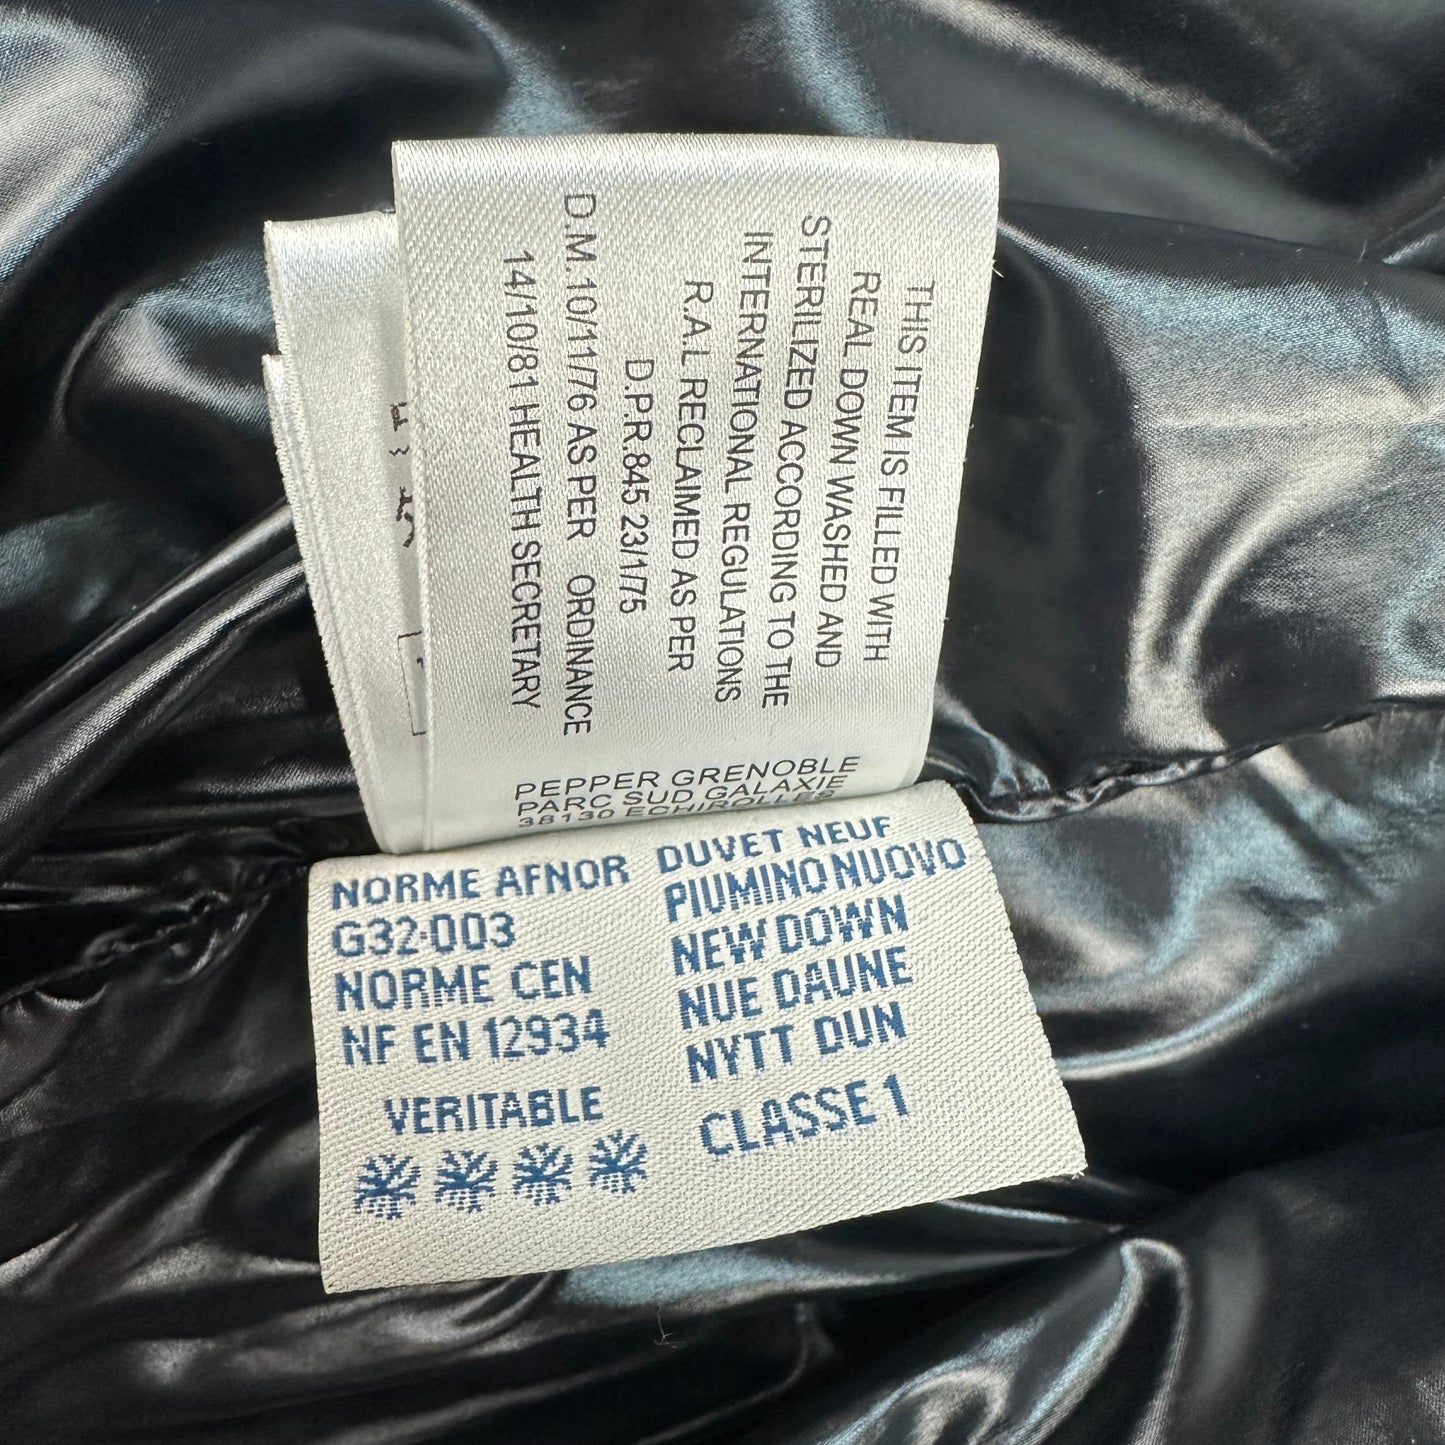 THIS ITEM IS FILLED WITH
REAL DOWN WASHED AND
STERILIZED ACCORDING TO THE
INTERNATIONAL REGULATIONS
R.A.L RECLAIMED AS PER
D.P.R.845 23/1/75
D.M.10/11/76 AS PER ORDINANCE
14/10/81 HEALTH SECRETARY
PEPPER GRENOBLE
PARC SUD GALAXIE
38130 ECHIROLLES
NORME AFNOR
G32-003
NORME CEN
NF EN 12934
VERITABLE
DUVET NEUF
PIUMINO NUOVO
NEW DOWN
NUE DAUNE
NYTT DUN
CLASSE 1